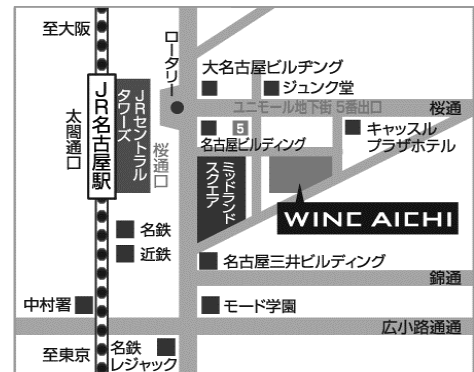 至大阪
ロータリー
大名古屋ビルヂング
ジュンク堂
ユニモール地下街 5番出口
桜通
JR名古屋駅
JRセントラル
タワーズ
太閤通口
桜通口
5
名古屋ビルディング
キャッスル
プラザホテル
ミッドランド
スクエア
WINC AICHI
名鉄
近鉄
名古屋三井ビルディング
錦通
中村署
モード学園
広小路通通
至東京
名鉄
レジャック